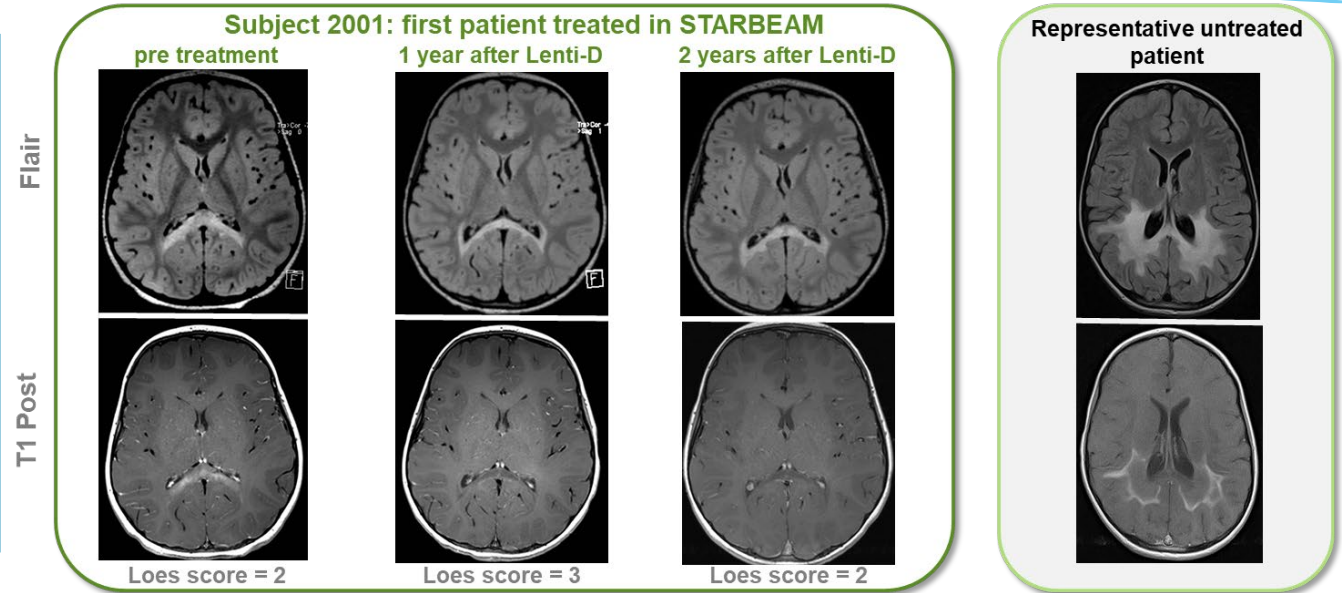 Subject 2001: first patient treated in STARBEAM
pre treatment
1 year after Lenti-D
2 years after Lenti-D
Representative untreated
patient
Flair
T1 Post
F
F
Loes score = 2
Loes score = 3
Loes score = 2